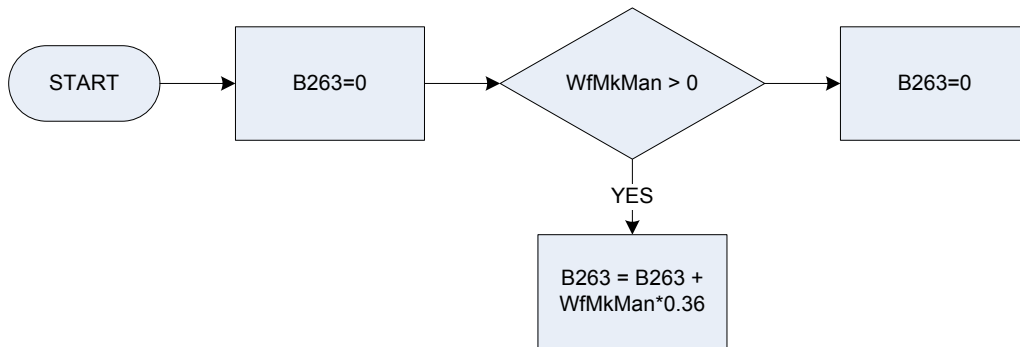 START
B263=0
WfMkMan > 0
B263=0
YES
B263 = B263 +
WfMkMan*0.36